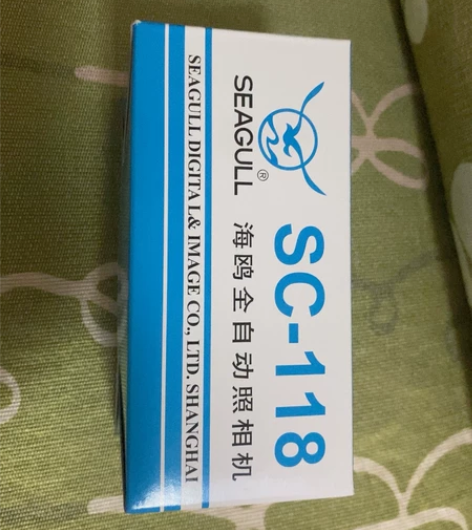 SEAGULL®
SC-118
海鸥全自动照相机
SEAGULL DIGITAL& IMAGE CO., LTD. SHANGHAI